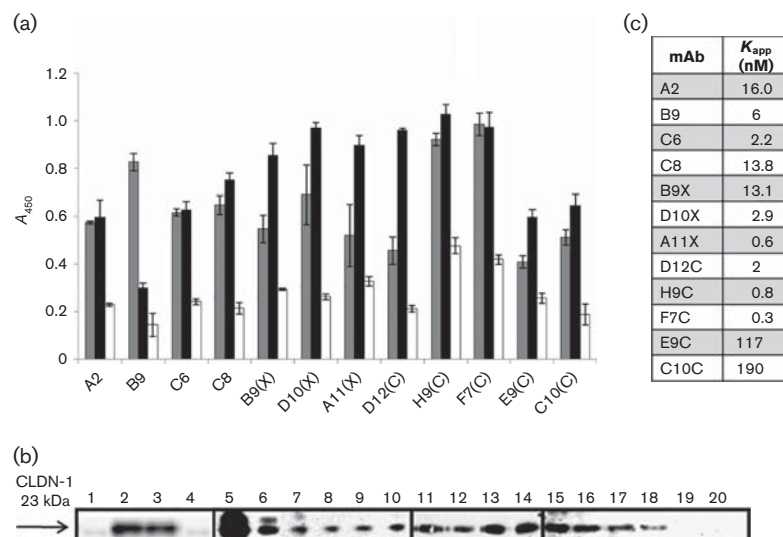 (a)
1.2
1.0
0.8
0.6
0.4
0.2
0
A450
A2 B9 C6 C8 B9(X) D10(X) A11(X) D12(C) H9(C) F7(C) E9(C) C10(C)
(c)
mAb Kapp (nM)
A2 16.0
B9 6
C6 2.2
C8 13.8
B9X 13.1
D10X 2.9
A11X 0.6
D12C 2
H9C 0.8
F7C 0.3
E9C 117
C10C 190
(b)
CLDN-1
23 kDa
1 2 3 4 5 6 7 8 9 10 11 12 13 14 15 16 17 18 19 20